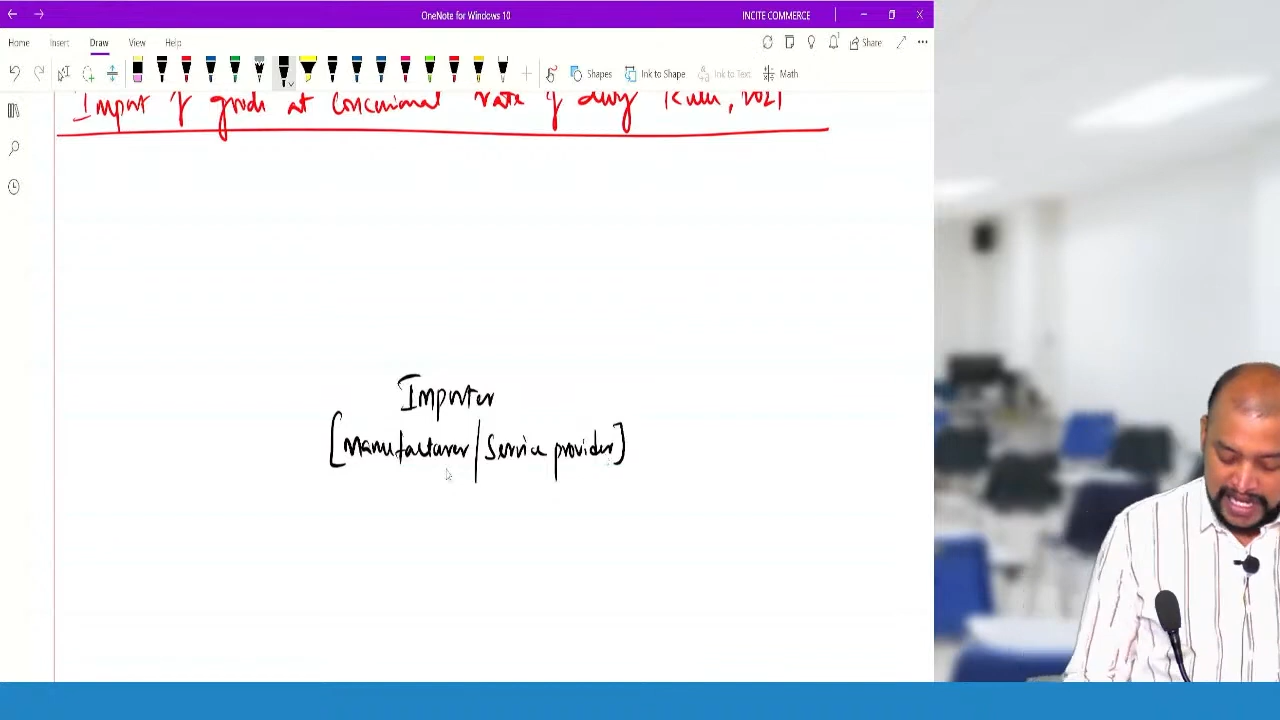 OneNote for Windows 10
INCITE COMMERCE
Home Insert Draw View Help
Share
Shapes Ink to Shape Ink to Text Math
Import of goods at Concessional rate of duty Rules, 2021
Importer
[Manufacturer/Service provider]